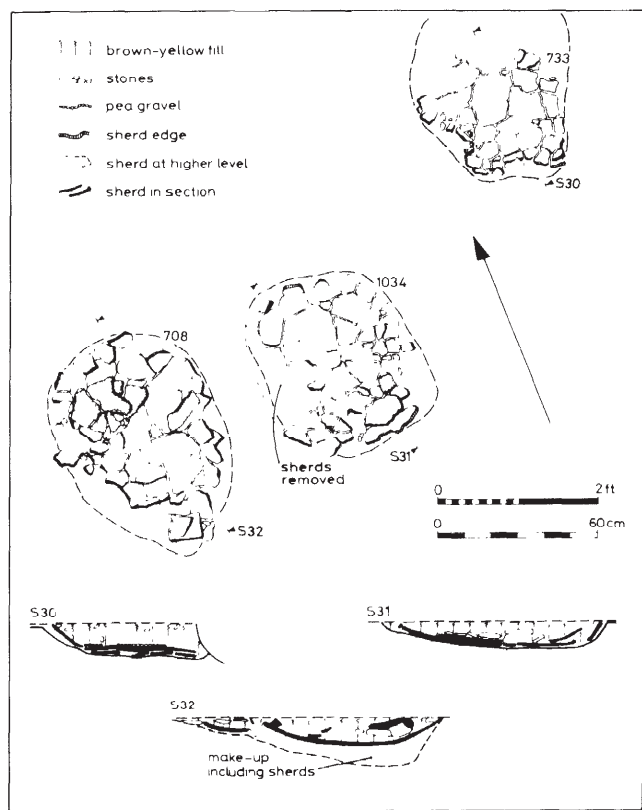 brown-yellow fill
stones
pea gravel
sherd edge
sherd at higher level
sherd in section
733
S30
1034
708
sherds
removed
S31
S32
0 2ft
0 60cm
S30
S31
S32
make-up
including sherds